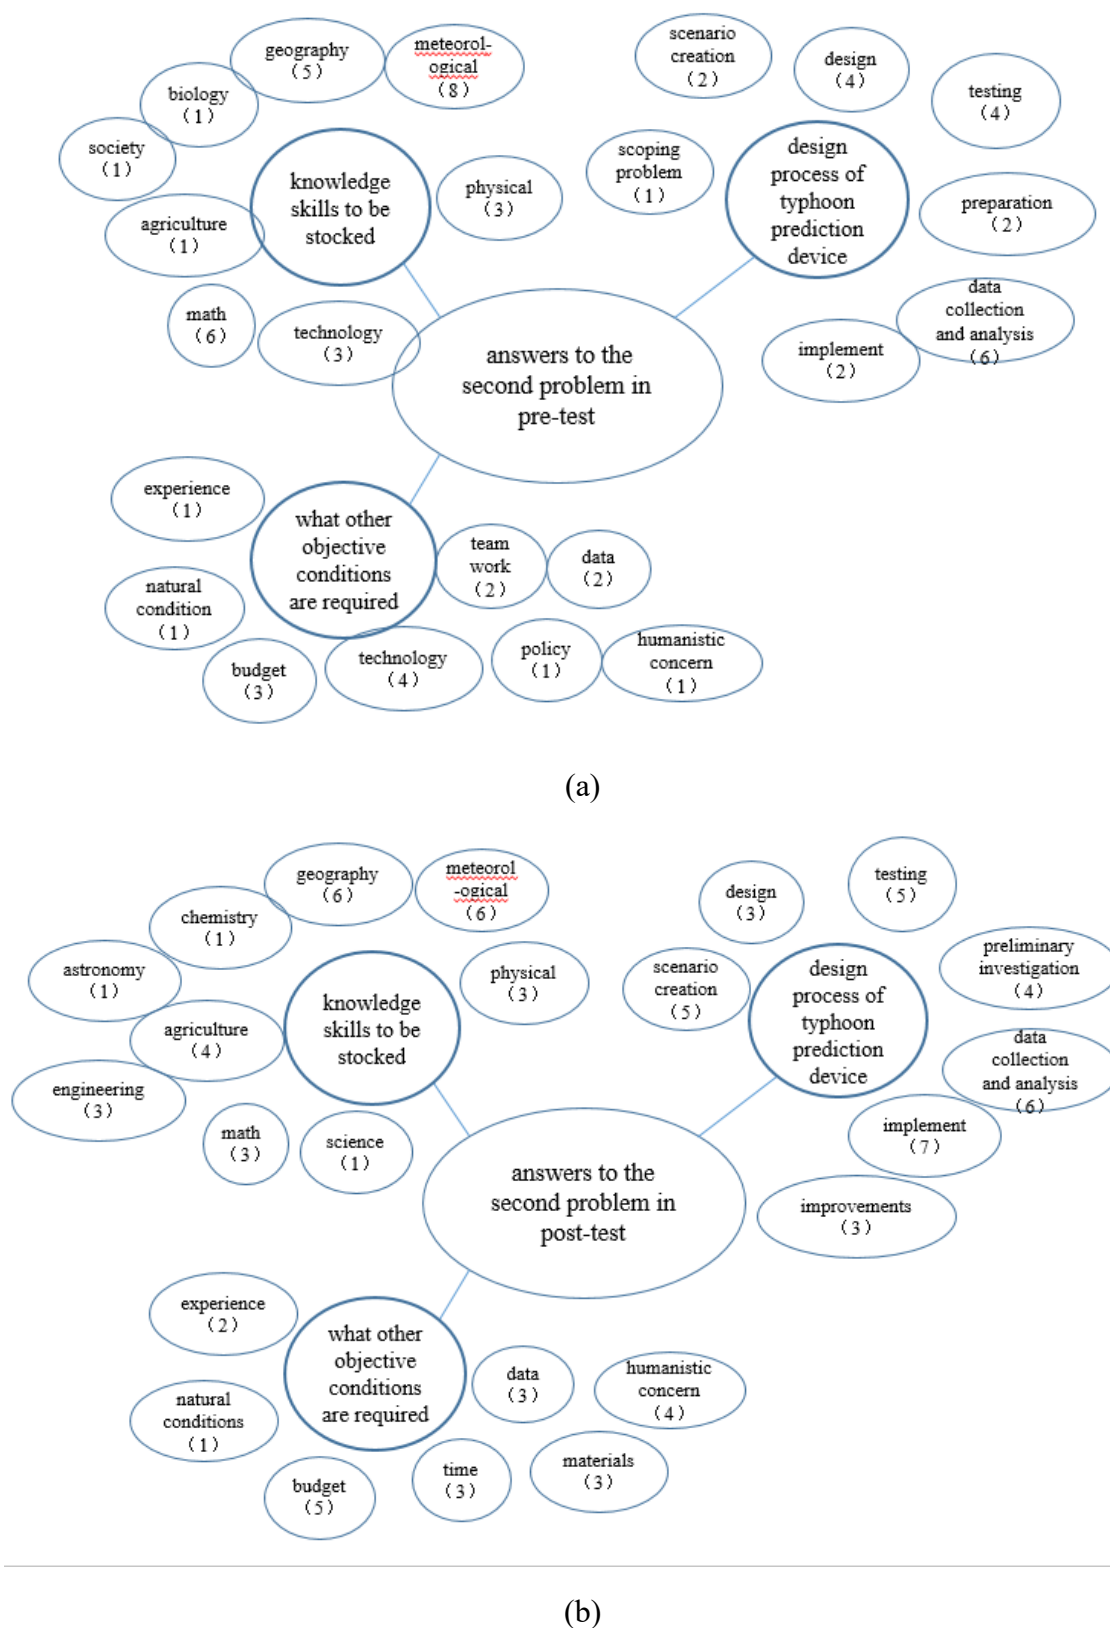 geography
(5)
meteorol-
ogical
(8)
biology
(1)
society
(1)
agriculture
(1)
math
(6)
technology
(3)
physical
(3)
knowledge
skills to be
stocked
scenario
creation
(2)
design
(4)
testing
(4)
scoping
problem
(1)
design
process of
typhoon
prediction
device
preparation
(2)
data
collection
and analysis
(6)
implement
(2)
answers to the
second problem in
pre-test
experience
(1)
what other
objective
conditions
are required
team
work
(2)
data
(2)
natural
condition
(1)
budget
(3)
technology
(4)
policy
(1)
humanistic
concern
(1)
(a)
geography
(6)
meteorol
-ogical
(6)
chemistry
(1)
astronomy
(1)
agriculture
(4)
engineering
(3)
math
(3)
science
(1)
physical
(3)
knowledge
skills to be
stocked
design
(3)
testing
(5)
scenario
creation
(5)
design
process of
typhoon
prediction
device
preliminary
investigation
(4)
data
collection
and analysis
(6)
implement
(7)
improvements
(3)
answers to the
second problem in
post-test
experience
(2)
what other
objective
conditions
are required
data
(3)
humanistic
concern
(4)
natural
conditions
(1)
budget
(5)
time
(3)
materials
(3)
(b)